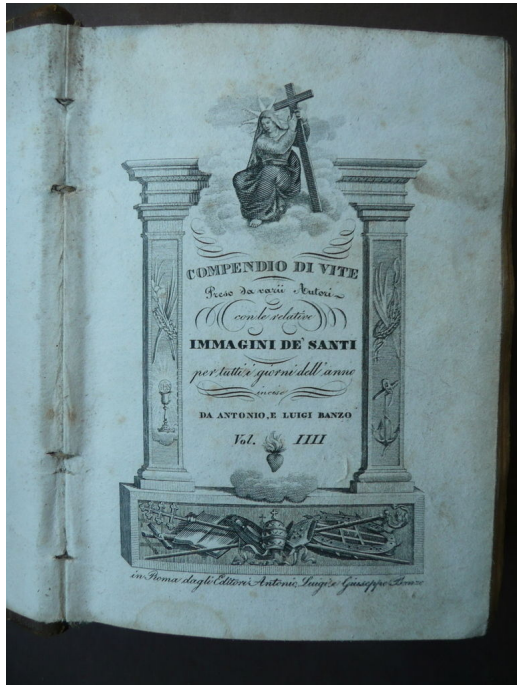 COMPENDIO DI VITE
Preso da varii Autori
con le relative
IMMAGINI DE' SANTI
per tutti i giorni dell'anno
incise
DA ANTONIO, E LUIGI BANZO
Vol. IIII
in Roma dagli Editori Antonio, Luigi, e Giuseppe Banzo